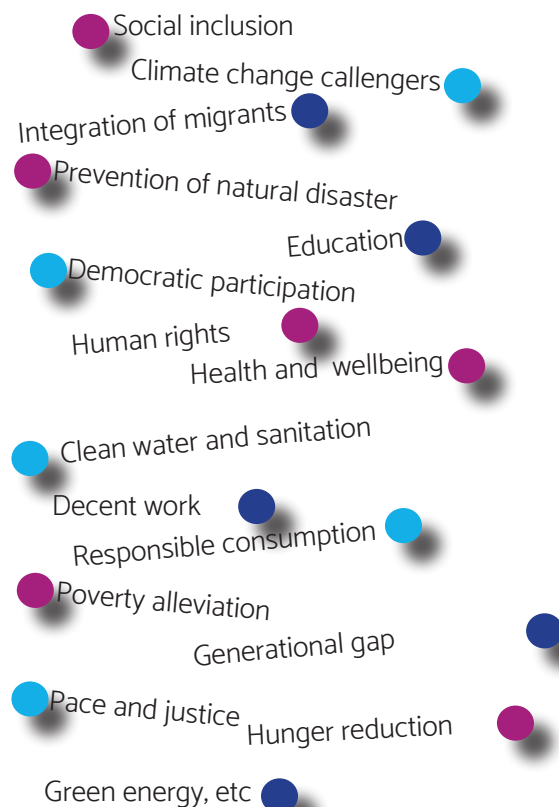 Social inclusion
Climate change callengers
Integration of migrants
Prevention of natural disaster
Education
Democratic participation
Human rights
Health and wellbeing
Clean water and sanitation
Decent work
Responsible consumption
Poverty alleviation
Generational gap
Pace and justice
Hunger reduction
Green energy, etc